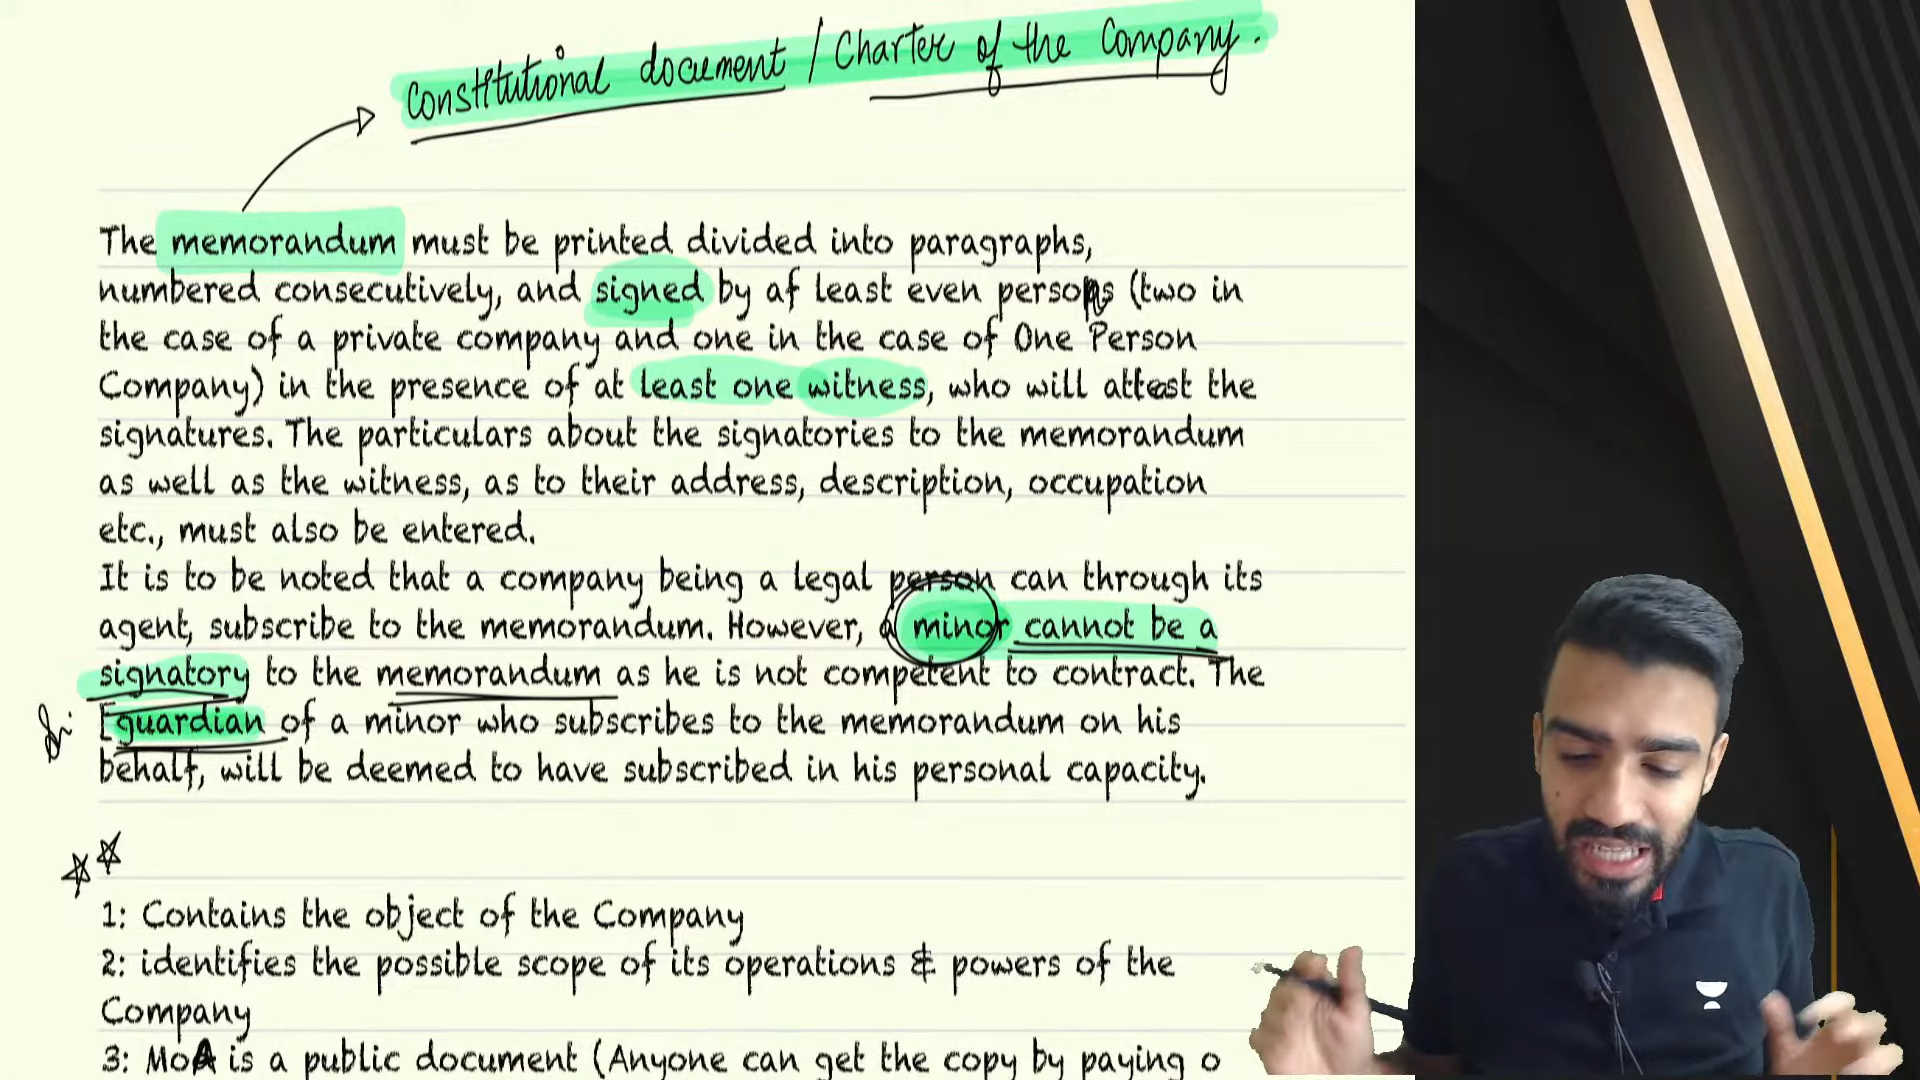 Constitutional document / Charter of the Company.
The memorandum must be printed divided into paragraphs,
numbered consecutively, and signed by af least even persons (two in
the case of a private company and one in the case of One Person
Company) in the presence of at least one witness, who will attest the
signatures. The particulars about the signatories to the memorandum
as well as the witness, as to their address, description, occupation
etc., must also be entered.
It is to be noted that a company being a legal person can through its
agent, subscribe to the memorandum. However, a minor cannot be a
signatory to the memorandum as he is not competent to contract. The
guardian of a minor who subscribes to the memorandum on his
behalf, will be deemed to have subscribed in his personal capacity.
1: Contains the object of the Company
2: identifies the possible scope of its operations & powers of the
Company
3: MoA is a public document (Anyone can get the copy by paying o